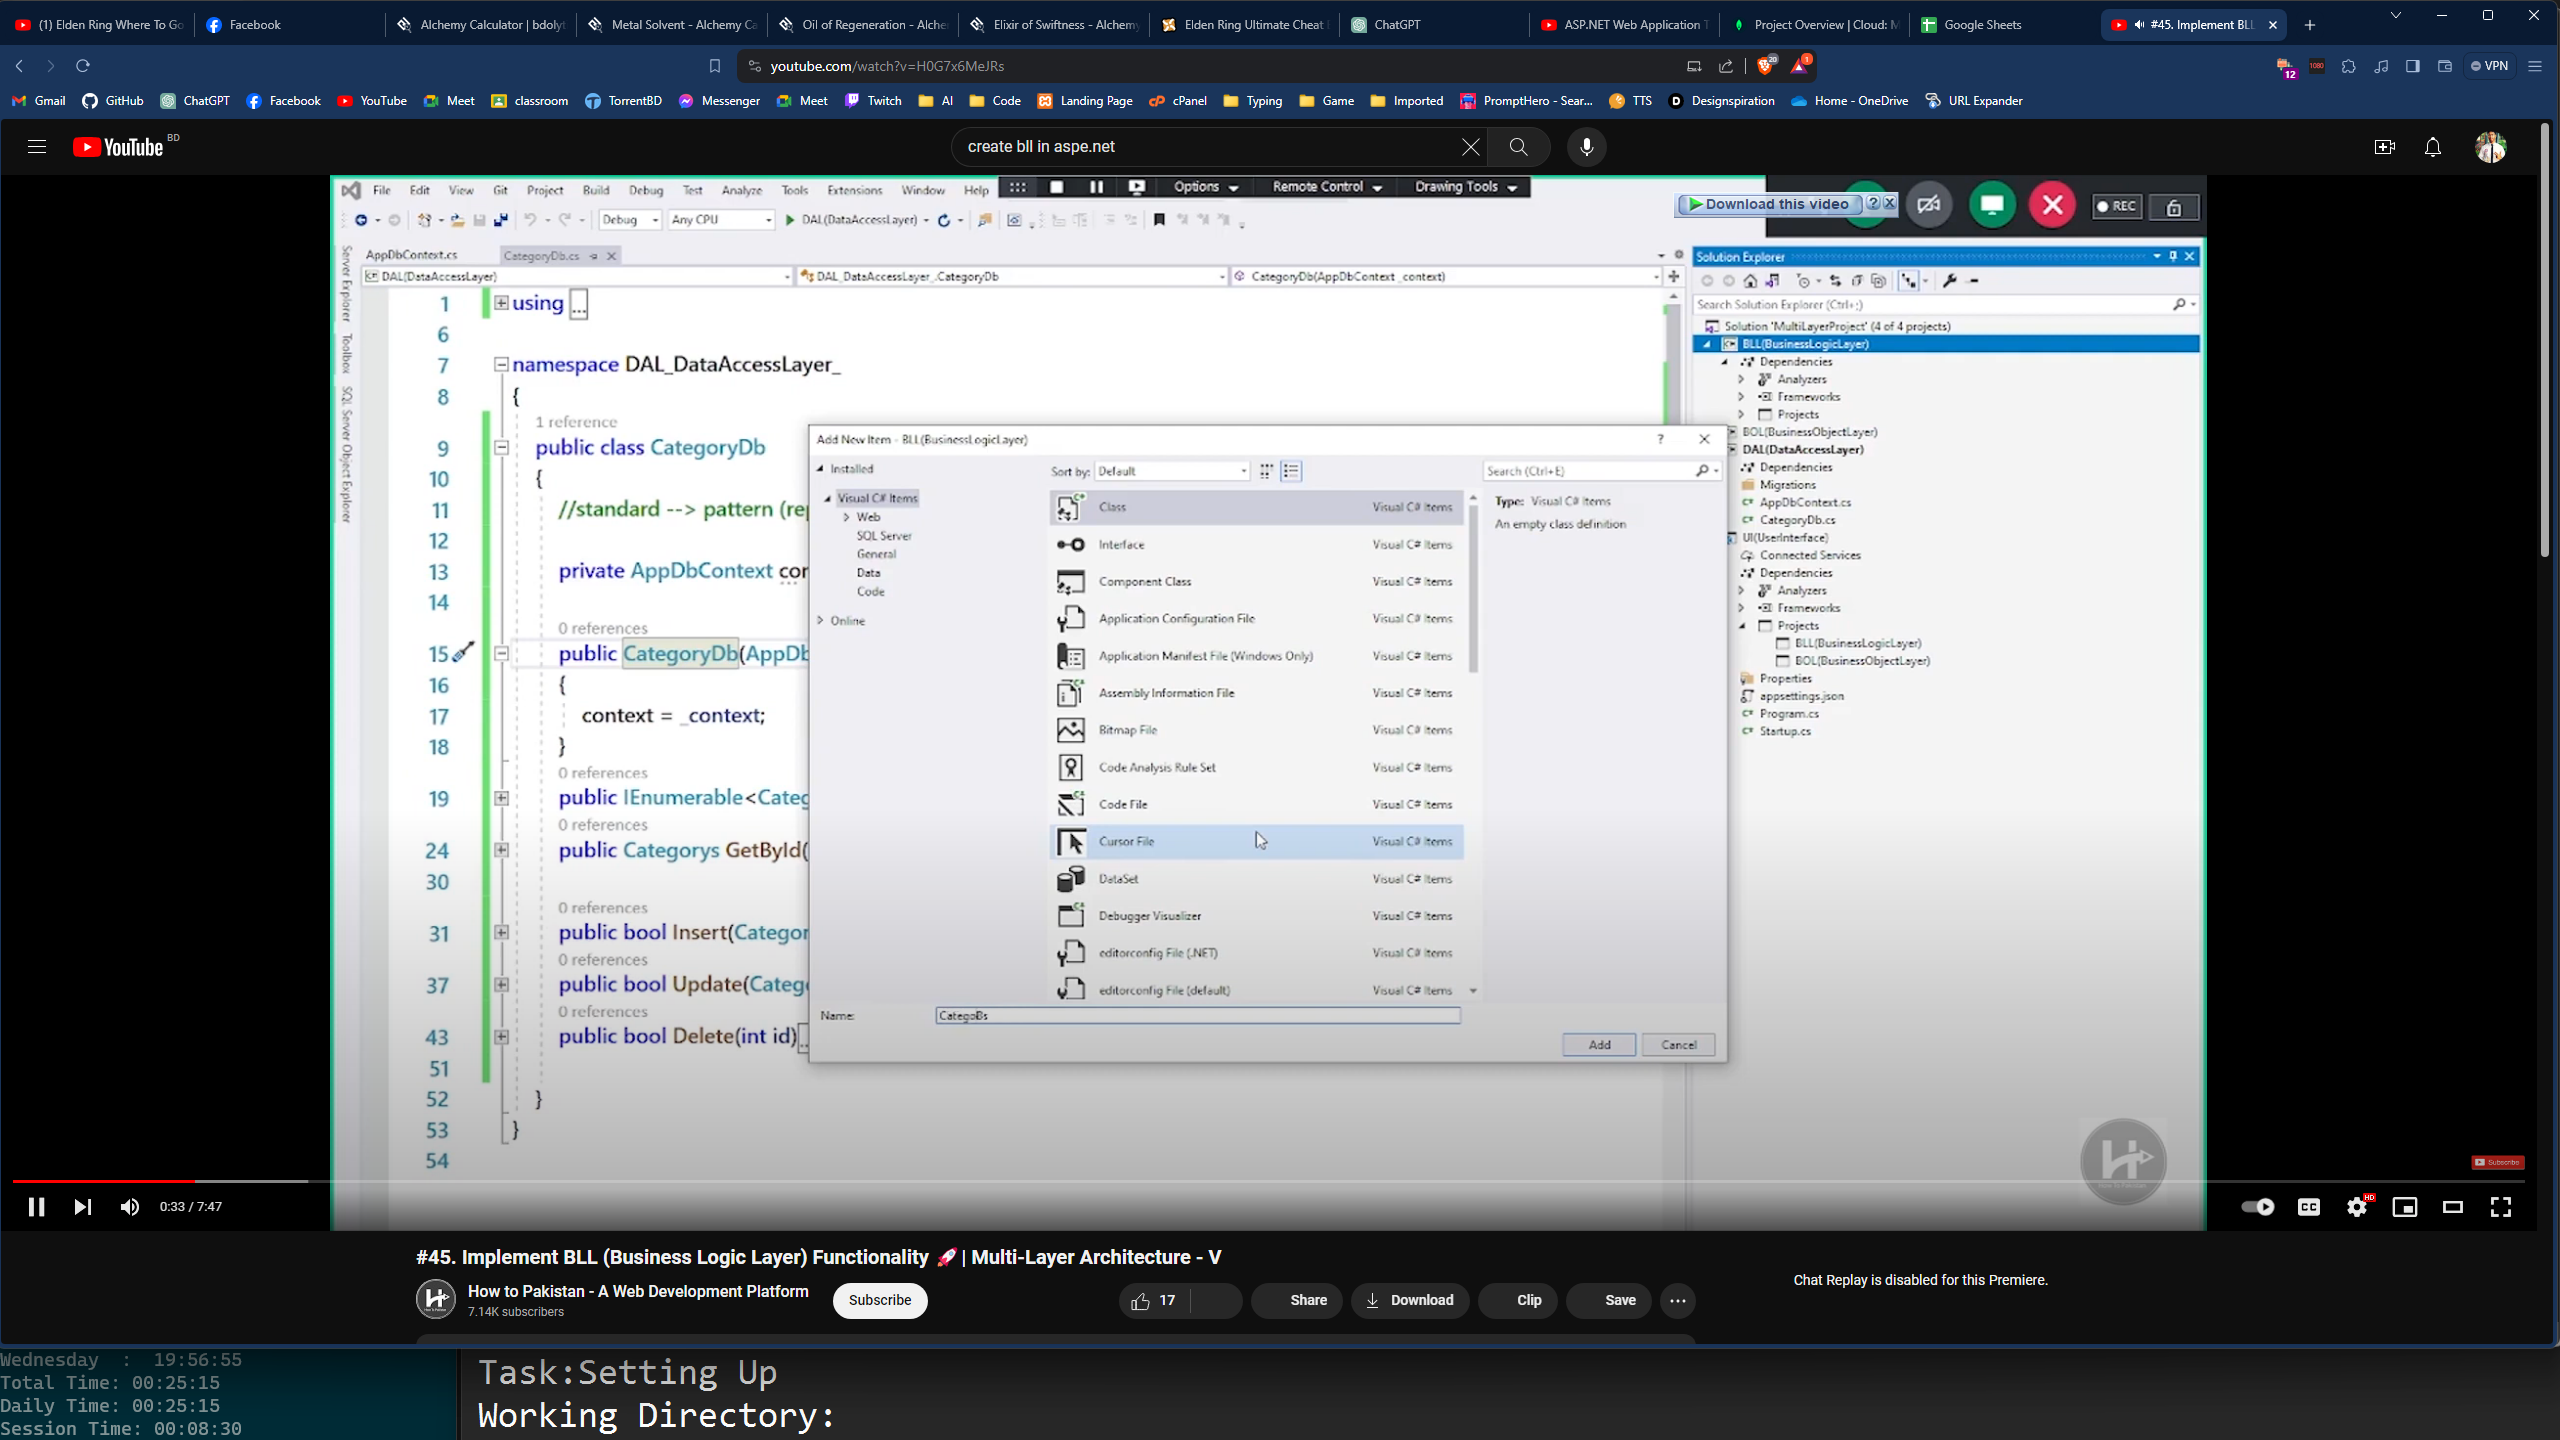 (1) Elden Ring Where To Go
Facebook
Alchemy Calculator | bdolyt
Metal Solvent - Alchemy Ca
Oil of Regeneration - Alche
Elixir of Swiftness - Alchemy
Elden Ring Ultimate Cheat
ChatGPT
ASP.NET Web Application T
Project Overview | Cloud: M
Google Sheets
#45. Implement BLL
youtube.com/watch?v=H0G7x6MeJRs
20
1
12
1080
VPN
Gmail GitHub ChatGPT Facebook YouTube Meet classroom TorrentBD Messenger Meet Twitch AI Code Landing Page cPanel Typing Game Imported PromptHero - Sear... TTS Designspiration Home - OneDrive URL Expander
YouTube BD
create bll in aspe.net
File Edit View Git Project Build Debug Test Analyze Tools Extensions Window Help
Options Remote Control Drawing Tools
Download this video ? X
REC
Debug Any CPU DAL(DataAccessLayer)
Server Explorer
Toolbox
SQL Server Object Explorer
AppDbContext.cs CategoryDb.cs
DAL(DataAccessLayer) DAL_DataAccessLayer_.CategoryDb CategoryDb(AppDbContext _context)
1 using ...
6
7 namespace DAL_DataAccessLayer_
8 {
1 reference
9 public class CategoryDb
10 {
11 //standard --> pattern (rep
12
13 private AppDbContext cor
14
0 references
15 public CategoryDb(AppDb
16 {
17 context = _context;
18 }
0 references
19 public IEnumerable<Categ
0 references
24 public Categorys GetById(
30
0 references
31 public bool Insert(Categor
0 references
37 public bool Update(Catego
0 references
43 public bool Delete(int id)...
51
52 }
53 }
54
Add New Item - BLL(BusinessLogicLayer) ?
Installed
Visual C# Items
Web
SQL Server
General
Data
Code
Online
Sort by: Default
Search (Ctrl+E)
Class Visual C# Items
Interface Visual C# Items
Component Class Visual C# Items
Application Configuration File Visual C# Items
Application Manifest File (Windows Only) Visual C# Items
Assembly Information File Visual C# Items
Bitmap File Visual C# Items
Code Analysis Rule Set Visual C# Items
Code File Visual C# Items
Cursor File Visual C# Items
DataSet Visual C# Items
Debugger Visualizer Visual C# Items
editorconfig File (.NET) Visual C# Items
editorconfig File (default) Visual C# Items
Type: Visual C# Items
An empty class definition
Name: CategoBs
Add Cancel
Solution Explorer
Search Solution Explorer (Ctrl+;)
Solution 'MultiLayerProject' (4 of 4 projects)
BLL(BusinessLogicLayer)
Dependencies
Analyzers
Frameworks
Projects
BOL(BusinessObjectLayer)
DAL(DataAccessLayer)
Dependencies
Migrations
AppDbContext.cs
CategoryDb.cs
UI(UserInterface)
Connected Services
Dependencies
Analyzers
Frameworks
Projects
BLL(BusinessLogicLayer)
BOL(BusinessObjectLayer)
Properties
appsettings.json
Program.cs
Startup.cs
Subscribe
0:33 / 7:47
CC
HD
#45. Implement BLL (Business Logic Layer) Functionality 🚀 | Multi-Layer Architecture - V
How to Pakistan - A Web Development Platform
7.14K subscribers
Subscribe
17
Share
Download
Clip
Save
Chat Replay is disabled for this Premiere.
Wednesday : 19:56:55
Total Time: 00:25:15
Daily Time: 00:25:15
Session Time: 00:08:30
Task:Setting Up
Working Directory: